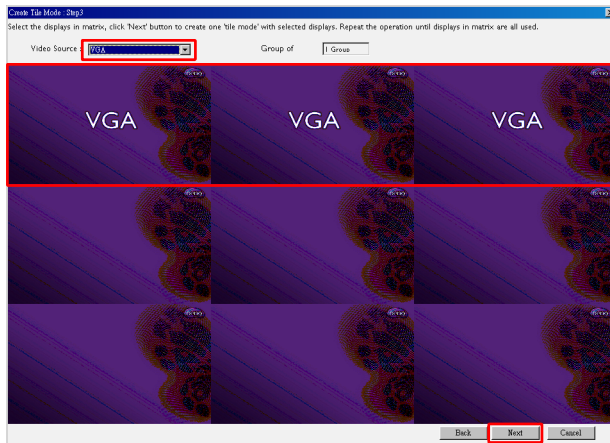 Create Tile Mode : Step3
Select the displays in matrix, click 'Next' button to create one 'tile mode' with selected displays. Repeat the operation until displays in matrix are all used.
Video Source : VGA Group of 1 Group
VGA VGA VGA
Back Next Cancel